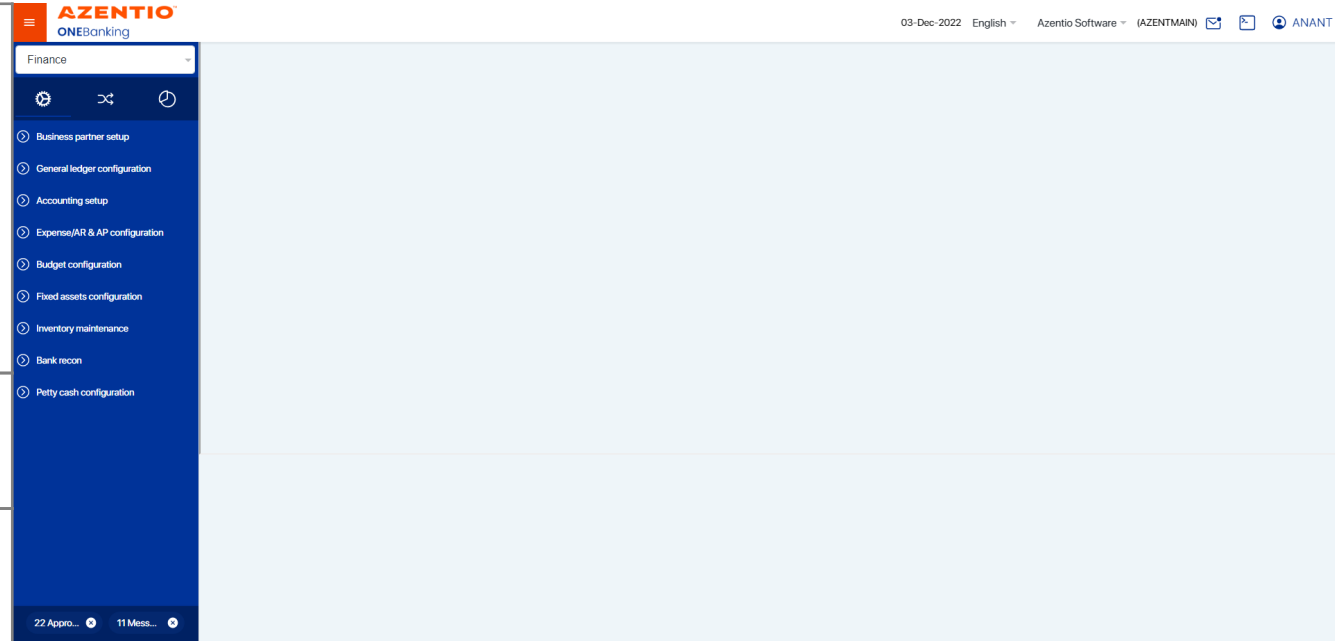 AZENTIO
ONEBanking
03-Dec-2022 English Azentio Software (AZENTMAIN) ANANT
Finance
Business partner setup
General ledger configuration
Accounting setup
Expense/AR & AP configuration
Budget configuration
Fixed assets configuration
Inventory maintenance
Bank recon
Petty cash configuration
22 Appro... 11 Mess...